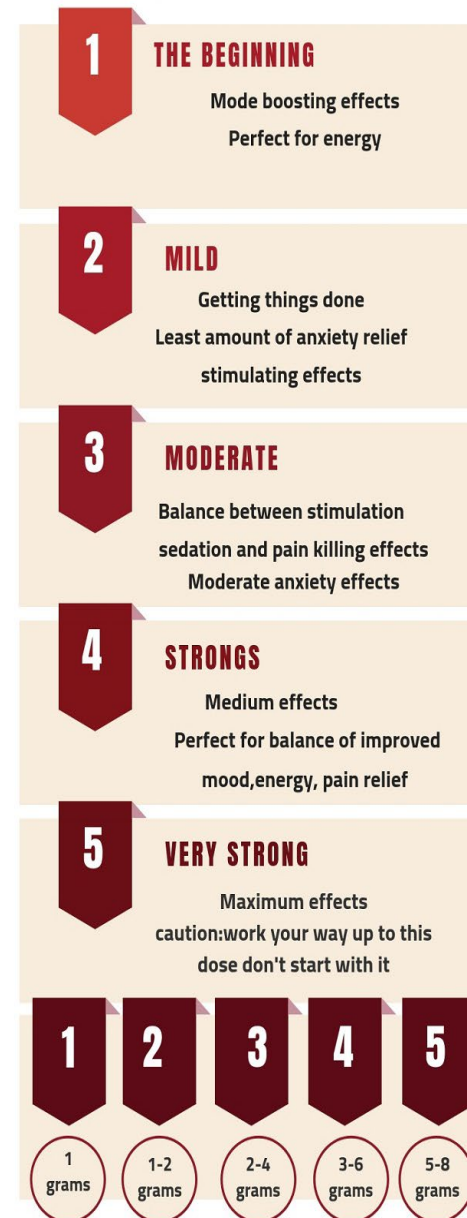 1
THE BEGINNING
Mode boosting effects
Perfect for energy
2
MILD
Getting things done
Least amount of anxiety relief
stimulating effects
3
MODERATE
Balance between stimulation
sedation and pain killing effects
Moderate anxiety effects
4
STRONGS
Medium effects
Perfect for balance of improved
mood,energy, pain relief
5
VERY STRONG
Maximum effects
caution:work your way up to this
dose don't start with it
1 2 3 4 5
1 1-2 2-4 3-6 5-8
grams grams grams grams grams